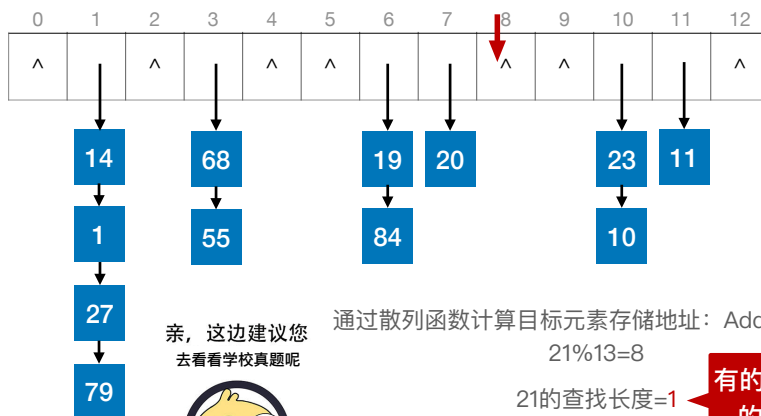 0 1 2 3 4 5 6 7 8 9 10 11 12
^ ^ ^ ^ ^ ^ ^
14 68 19 20 23 11
1 55 84 10
27
79
亲，这边建议您
去看看学校真题呢
通过散列函数计算目标元素存储地址：Add
21%13=8
21的查找长度=1
有的
的